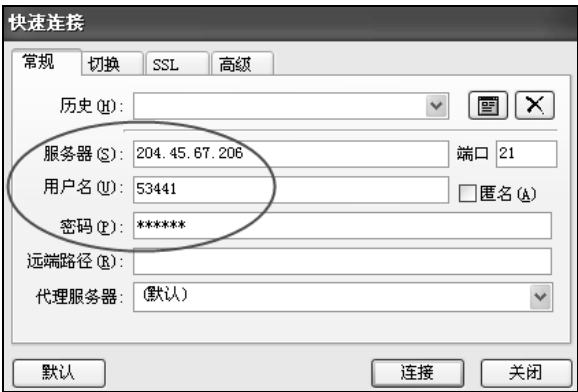 快速连接
常规 切换 SSL 高级
历史(H):
服务器(S): 204.45.67.206 端口 21
用户名(U): 53441 匿名(A)
密码(P): ******
远端路径(R):
代理服务器: (默认)
默认 连接 关闭